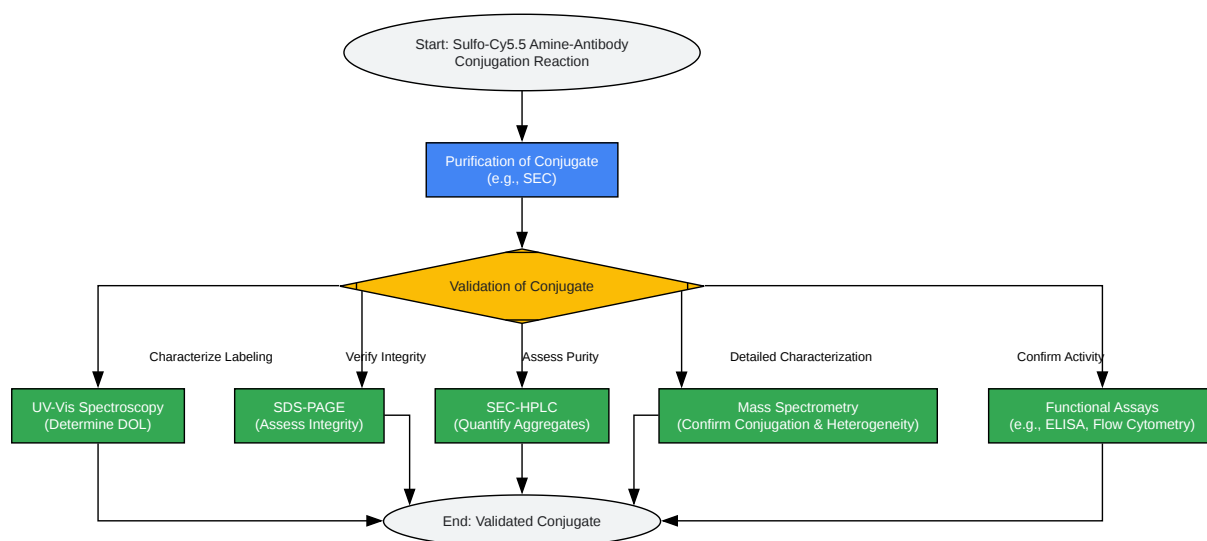 Start: Sulfo-Cy5.5 Amine-Antibody
Conjugation Reaction
Purification of Conjugate
(e.g., SEC)
Validation of Conjugate
Characterize Labeling
Verify Integrity
Assess Purity
Detailed Characterization
Confirm Activity
UV-Vis Spectroscopy
(Determine DOL)
SDS-PAGE
(Assess Integrity)
SEC-HPLC
(Quantify Aggregates)
Mass Spectrometry
(Confirm Conjugation & Heterogeneity)
Functional Assays
(e.g., ELISA, Flow Cytometry)
End: Validated Conjugate